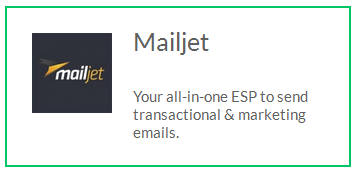 Mailjet
mailjet
Your all-in-one ESP to send
transactional & marketing
emails.